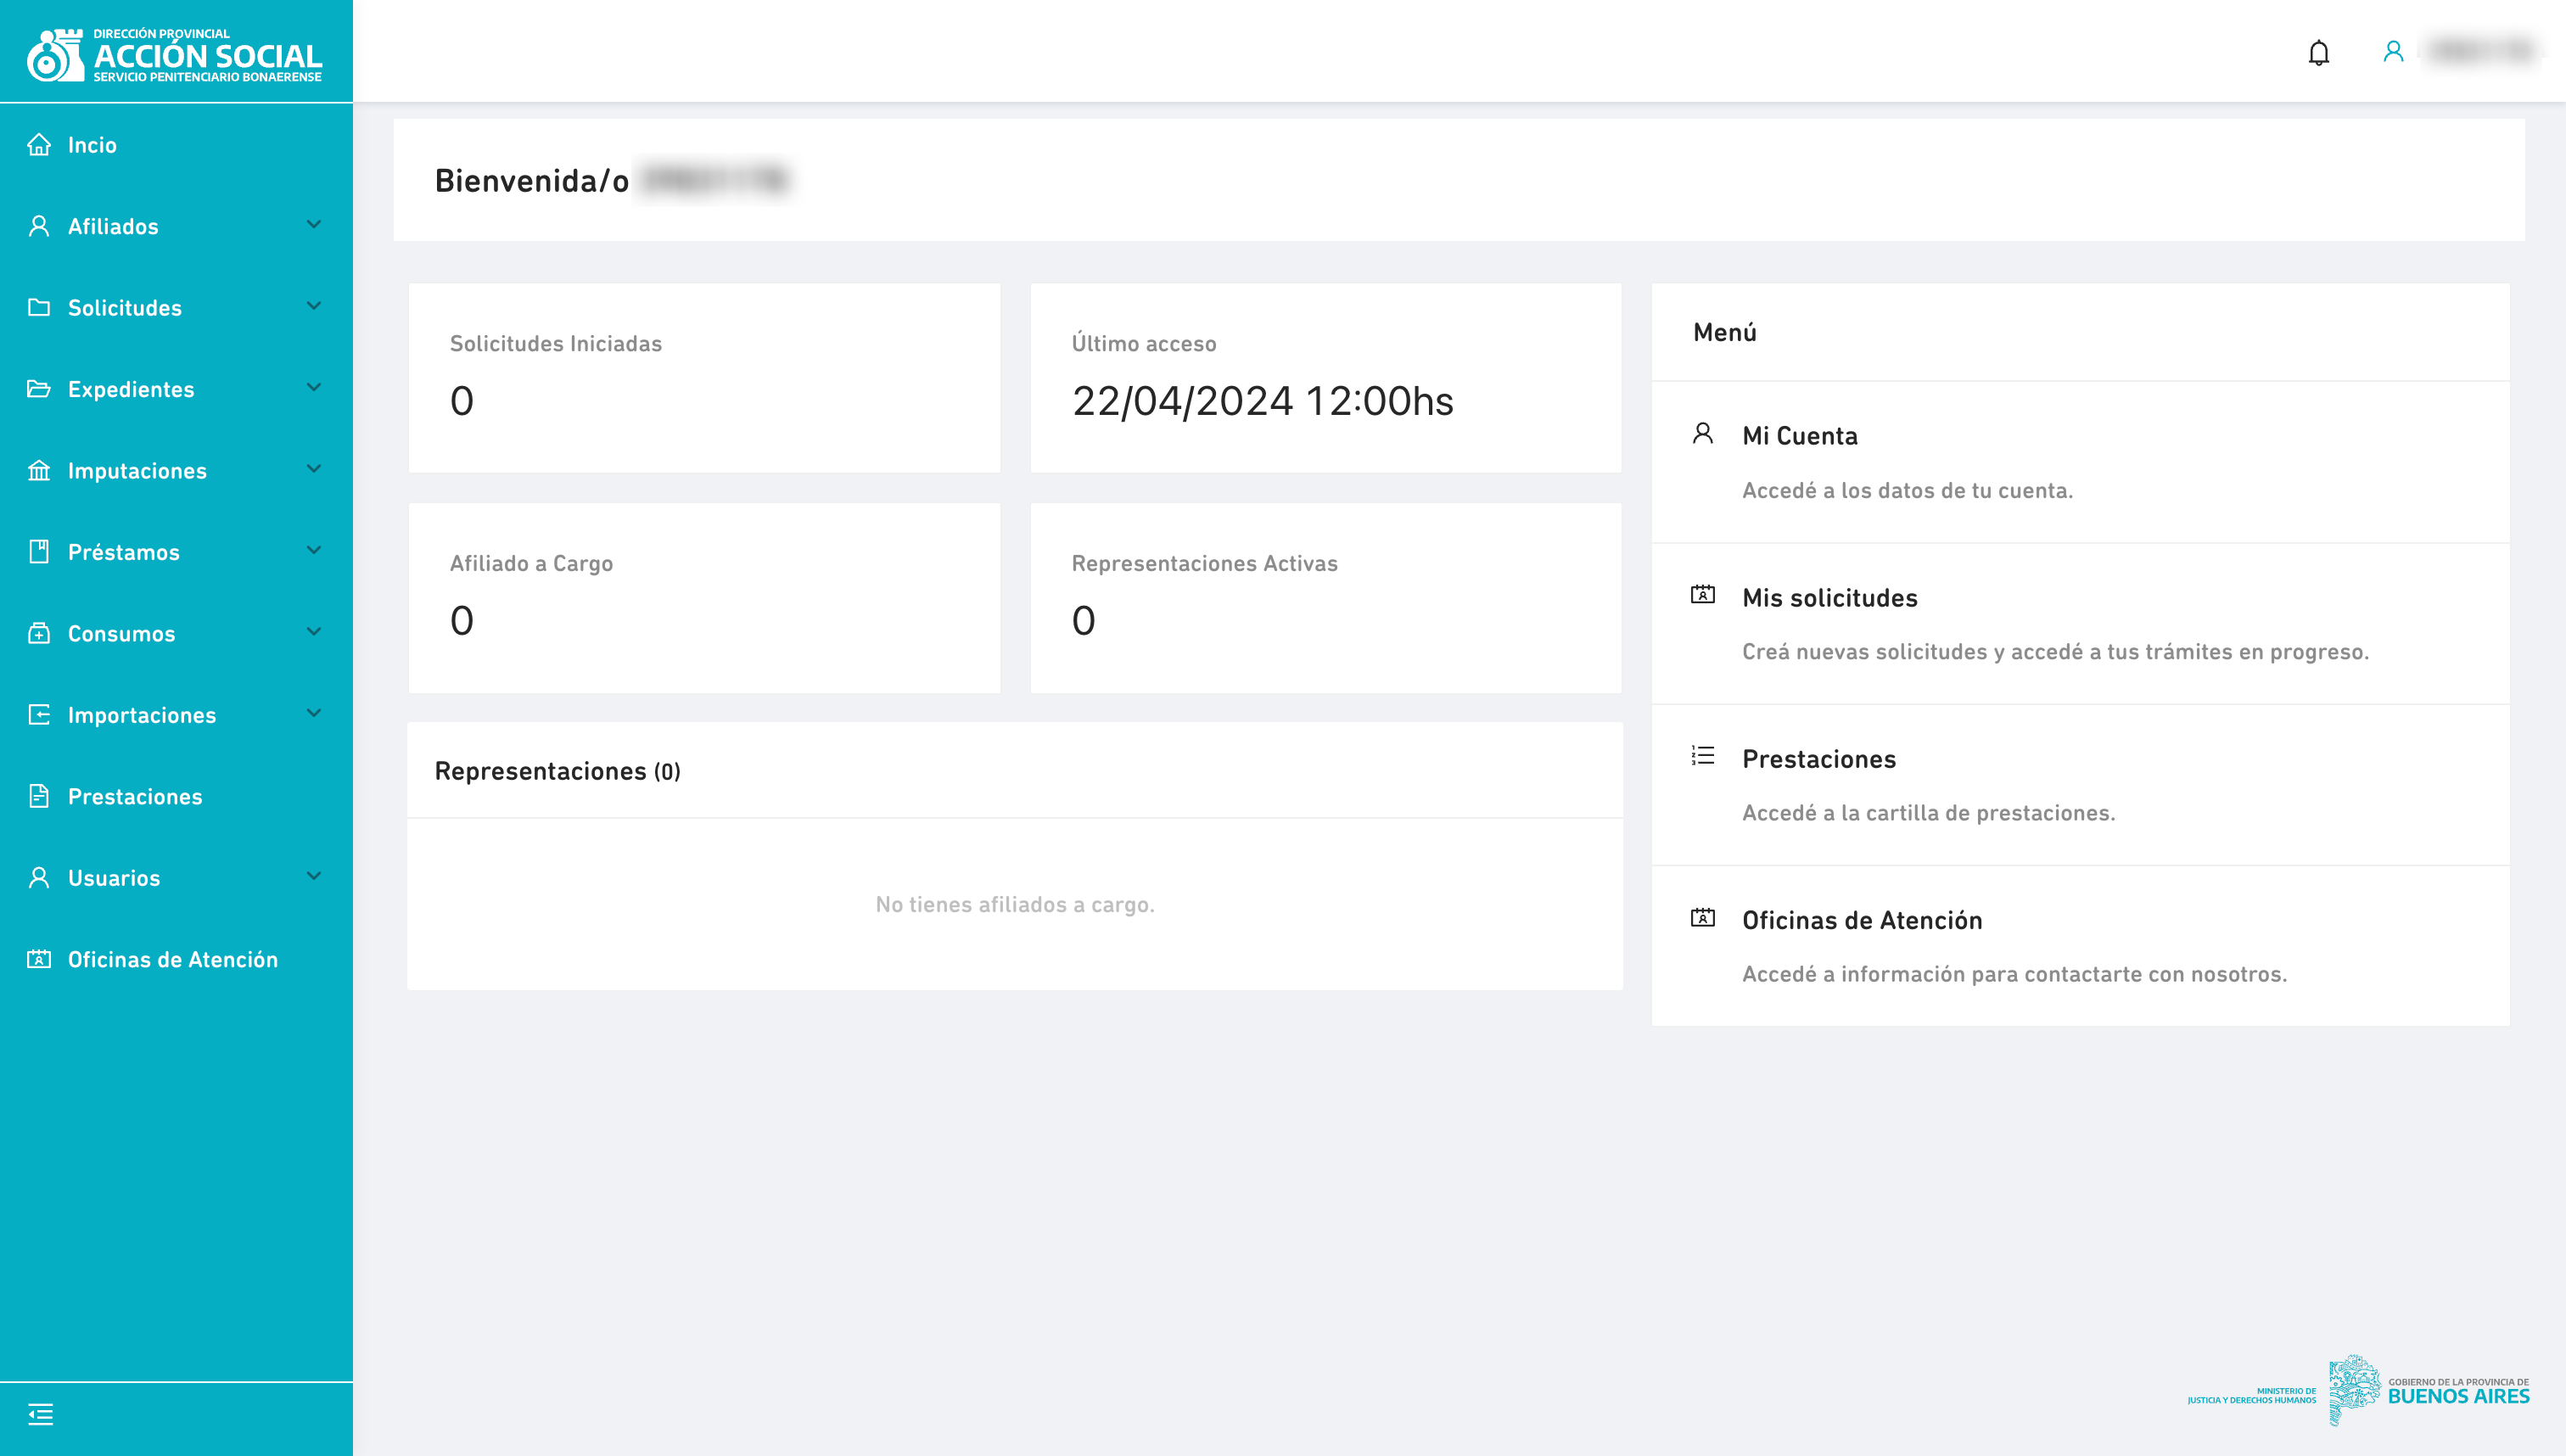 DIRECCIÓN PROVINCIAL
ACCIÓN SOCIAL
SERVICIO PENITENCIARIO BONAERENSE
Incio
Afiliados
Solicitudes
Expedientes
Imputaciones
Préstamos
Consumos
Importaciones
Prestaciones
Usuarios
Oficinas de Atención
Bienvenida/o
Solicitudes Iniciadas
0
Último acceso
22/04/2024 12:00hs
Afiliado a Cargo
0
Representaciones Activas
0
Representaciones (0)
No tienes afiliados a cargo.
Menú
Mi Cuenta
Accedé a los datos de tu cuenta.
Mis solicitudes
Creá nuevas solicitudes y accedé a tus trámites en progreso.
Prestaciones
Accedé a la cartilla de prestaciones.
Oficinas de Atención
Accedé a información para contactarte con nosotros.
MINISTERIO DE
JUSTICIA Y DERECHOS HUMANOS
GOBIERNO DE LA PROVINCIA DE
BUENOS AIRES